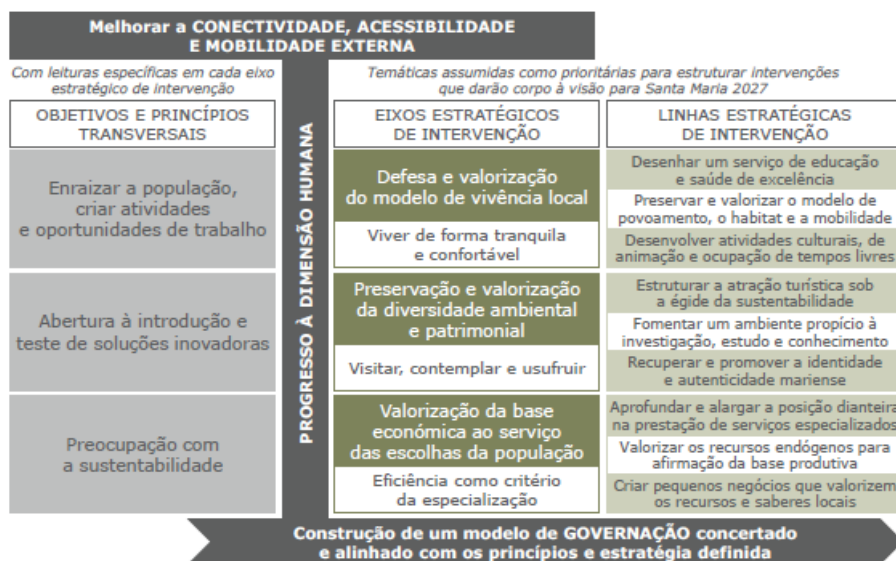 Melhorar a CONECTIVIDADE, ACESSIBILIDADE
E MOBILIDADE EXTERNA
Com leituras específicas em cada eixo
estratégico de intervenção
OBJETIVOS E PRINCÍPIOS
TRANSVERSAIS
Enraizar a população,
criar atividades
e oportunidades de trabalho
Abertura à introdução e
teste de soluções inovadoras
Preocupação com
a sustentabilidade
PROGRESSO À DIMENSÃO HUMANA
Temáticas assumidas como prioritárias para estruturar intervenções
que darão corpo à visão para Santa Maria 2027
EIXOS ESTRATÉGICOS
DE INTERVENÇÃO
Defesa e valorização
do modelo de vivência local
Viver de forma tranquila
e confortável
Preservação e valorização
da diversidade ambiental
e patrimonial
Visitar, contemplar e usufruir
Valorização da base
económica ao serviço
das escolhas da população
Eficiência como critério
da especialização
LINHAS ESTRATÉGICAS
DE INTERVENÇÃO
Desenhar um serviço de educação
e saúde de excelência
Preservar e valorizar o modelo de
povoamento, o habitat e a mobilidade
Desenvolver atividades culturais, de
animação e ocupação de tempos livres
Estruturar a atração turística sob
a égide da sustentabilidade
Fomentar um ambiente propício à
investigação, estudo e conhecimento
Recuperar e promover a identidade
e autenticidade mariense
Aprofundar e alargar a posição dianteira
na prestação de serviços especializados
Valorizar os recursos endógenos para
afirmação da base produtiva
Criar pequenos negócios que valorizem
os recursos e saberes locais
Construção de um modelo de GOVERNAÇÃO concertado
e alinhado com os princípios e estratégia definida